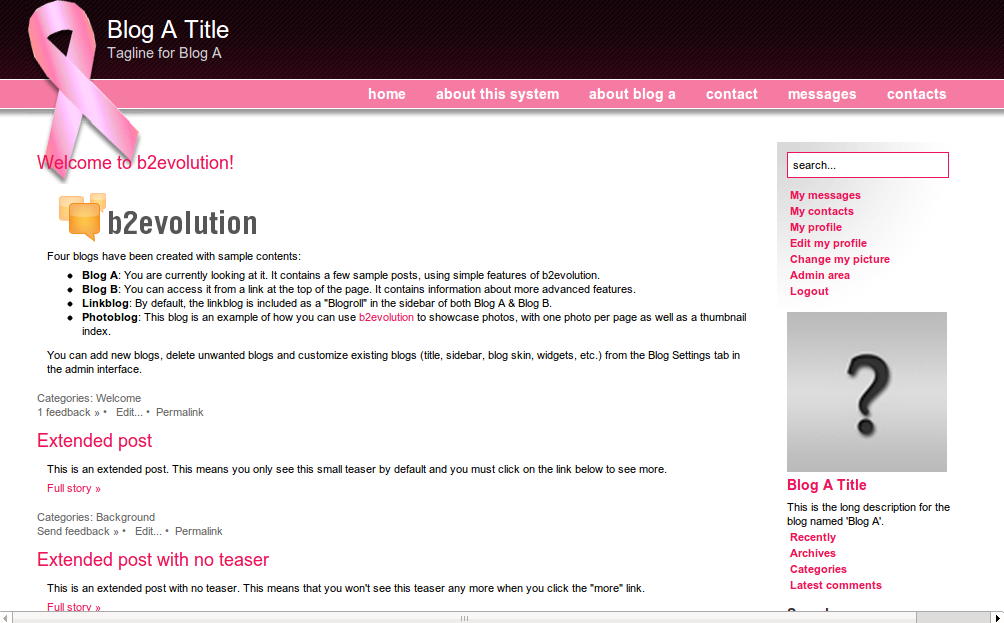 Blog A Title
Tagline for Blog A
home about this system about blog a contact messages contacts
Welcome to b2evolution!
b2evolution
Four blogs have been created with sample contents:
Blog A: You are currently looking at it. It contains a few sample posts, using simple features of b2evolution.
Blog B: You can access it from a link at the top of the page. It contains information about more advanced features.
Linkblog: By default, the linkblog is included as a "Blogroll" in the sidebar of both Blog A & Blog B.
Photoblog: This blog is an example of how you can use b2evolution to showcase photos, with one photo per page as well as a thumbnail
index.
You can add new blogs, delete unwanted blogs and customize existing blogs (title, sidebar, blog skin, widgets, etc.) from the Blog Settings tab in
the admin interface.
Categories: Welcome
1 feedback » • Edit... • Permalink
Extended post
This is an extended post. This means you only see this small teaser by default and you must click on the link below to see more.
Full story »
Categories: Background
Send feedback » • Edit... • Permalink
Extended post with no teaser
This is an extended post with no teaser. This means that you won't see this teaser any more when you click the "more" link.
Full story »
search...
My messages
My contacts
My profile
Edit my profile
Change my picture
Admin area
Logout
?
Blog A Title
This is the long description for the
blog named 'Blog A'.
Recently
Archives
Categories
Latest comments